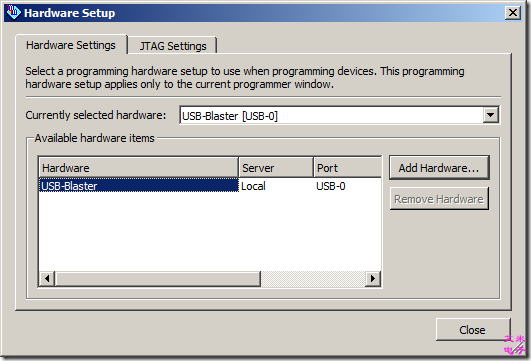 Hardware Setup
Hardware Settings
JTAG Settings
Select a programming hardware setup to use when programming devices. This programming
hardware setup applies only to the current programmer window.
Currently selected hardware:
USB-Blaster [USB-0]
Available hardware items
Hardware
Server
Port
USB-Blaster
Local
USB-0
Add Hardware...
Remove Hardware
Close